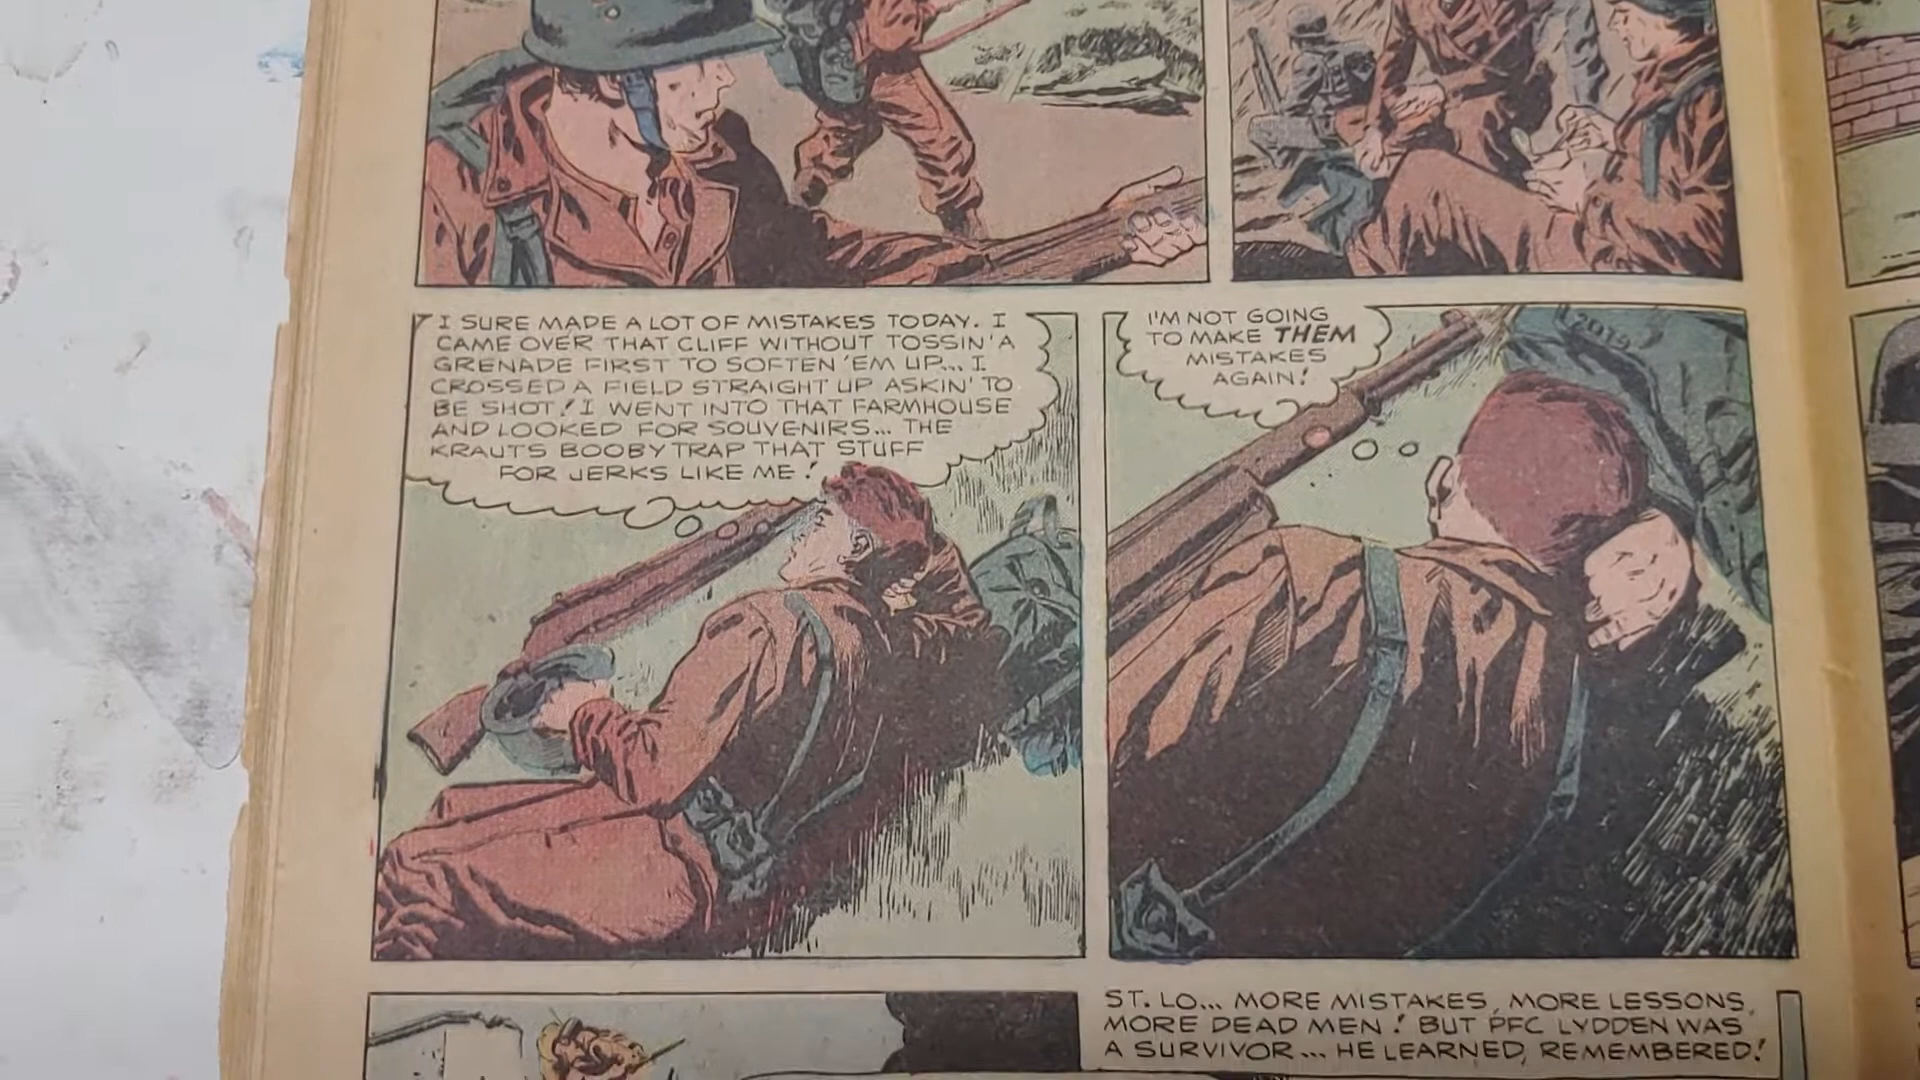 I SURE MADE A LOT OF MISTAKES TODAY. I
CAME OVER THAT CLIFF WITHOUT TOSSIN' A
GRENADE FIRST TO SOFTEN 'EM UP... I
CROSSED A FIELD STRAIGHT UP ASKIN' TO
BE SHOT! I WENT INTO THAT FARMHOUSE
AND LOOKED FOR SOUVENIRS... THE
KRAUTS BOOBY TRAP THAT STUFF
FOR JERKS LIKE ME!
I'M NOT GOING
TO MAKE THEM
MISTAKES
AGAIN!
ST. LO... MORE MISTAKES, MORE LESSONS,
MORE DEAD MEN! BUT PFC LYDDEN WAS
A SURVIVOR... HE LEARNED, REMEMBERED!